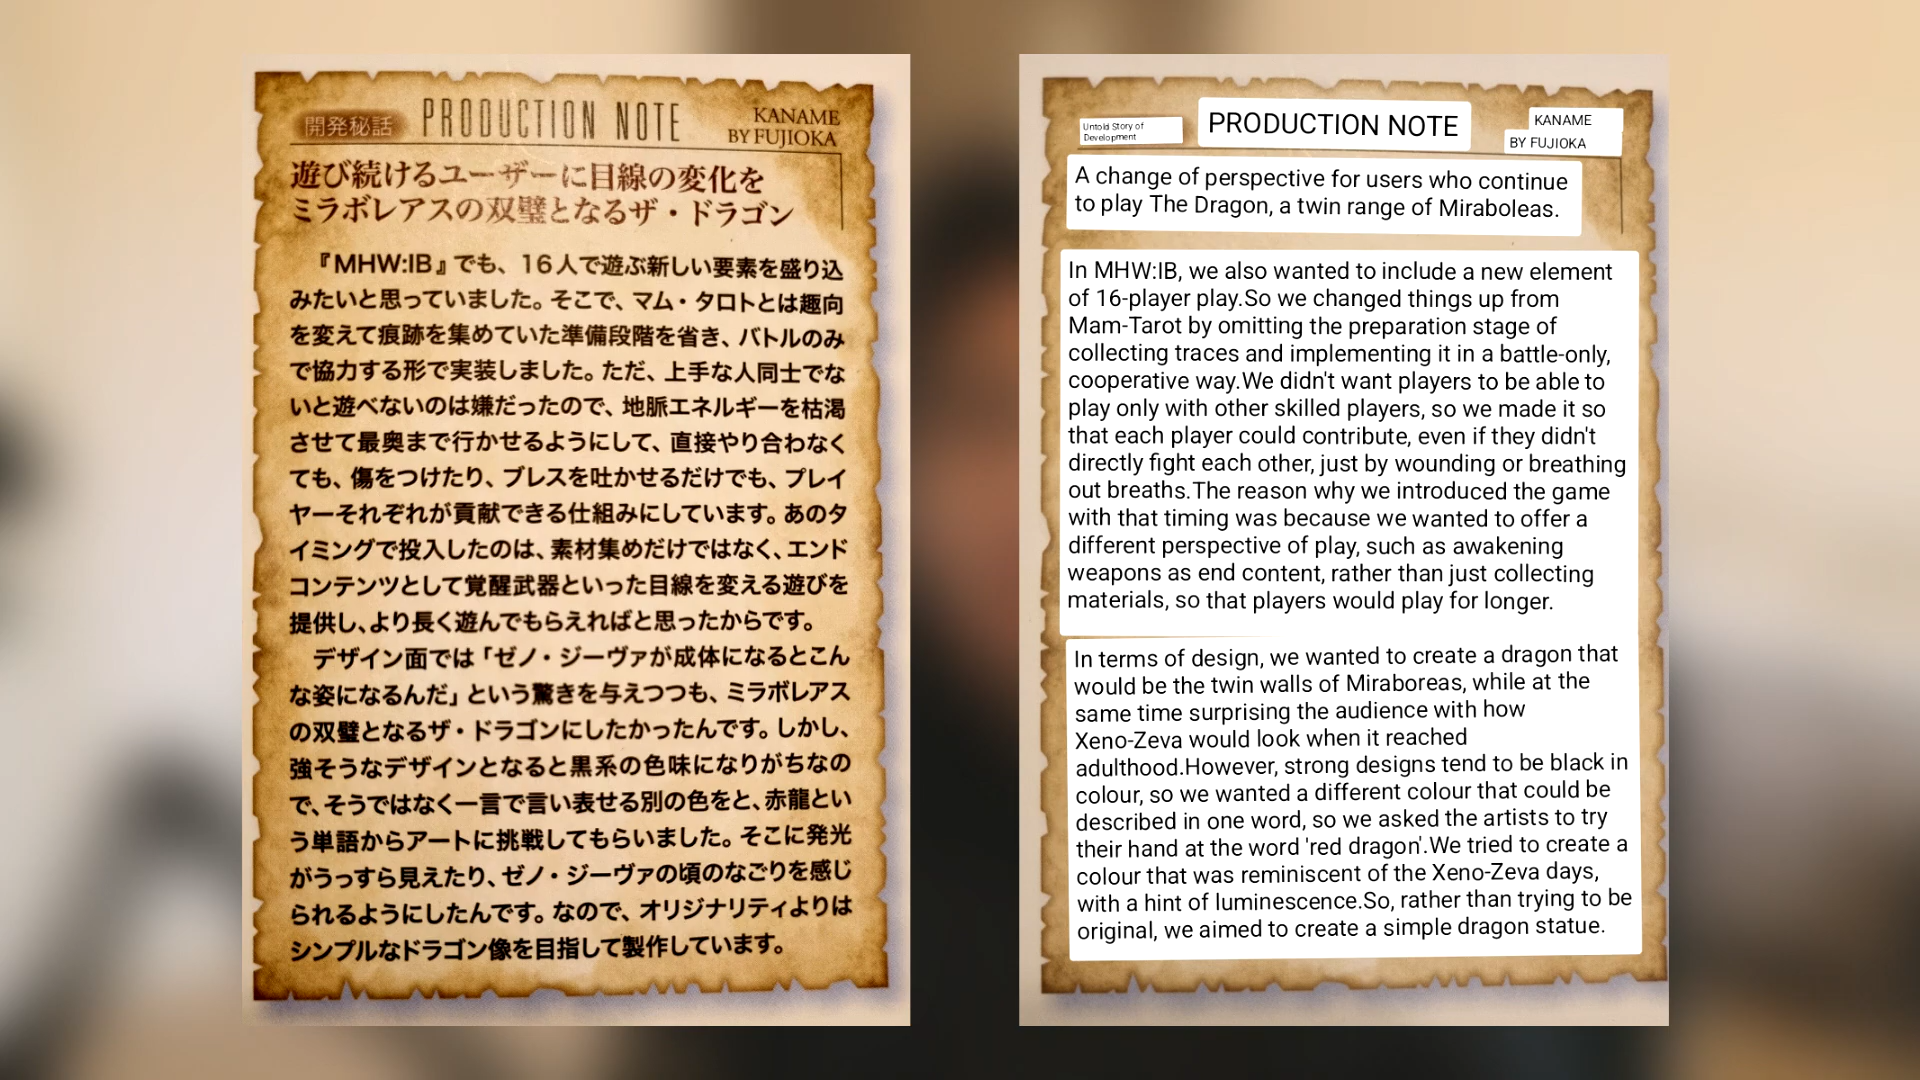 開発秘話
PRODUCTION NOTE
KANAME
BY FUJIOKA
遊び続けるユーザーに目線の変化を
ミラボレアスの双璧となるザ・ドラゴン
『MHW:IB』でも、16人で遊ぶ新しい要素を盛り込
みたいと思っていました。そこで、マム・タロトとは趣向
を変えて痕跡を集めていた準備段階を省き、バトルのみ
で協力する形で実装しました。ただ、上手な人同士でな
いと遊べないのは嫌だったので、地脈エネルギーを枯渇
させて最奥まで行かせるようにして、直接やり合わなく
ても、傷をつけたり、ブレスを吐かせるだけでも、プレイ
ヤーそれぞれが貢献できる仕組みにしています。あのタ
イミングで投入したのは、素材集めだけではなく、エンド
コンテンツとして覚醒武器といった目線を変える遊びを
提供し、より長く遊んでもらえればと思ったからです。
デザイン面では「ゼノ・ジーヴァが成体になるとこん
な姿になるんだ」という驚きを与えつつも、ミラボレアス
の双璧となるザ・ドラゴンにしたかったんです。しかし、
強そうなデザインとなると黒系の色味になりがちなの
で、そうではなく一言で言い表せる別の色をと、赤龍とい
う単語からアートに挑戦してもらいました。そこに発光
がうっすら見えたり、ゼノ・ジーヴァの頃のなごりを感じ
られるようにしたんです。なので、オリジナリティよりは
シンプルなドラゴン像を目指して製作しています。
Untold Story of
Development
PRODUCTION NOTE
KANAME
BY FUJIOKA
A change of perspective for users who continue
to play The Dragon, a twin range of Miraboleas.
In MHW:IB, we also wanted to include a new element
of 16-player play.So we changed things up from
Mam-Tarot by omitting the preparation stage of
collecting traces and implementing it in a battle-only,
cooperative way.We didn't want players to be able to
play only with other skilled players, so we made it so
that each player could contribute, even if they didn't
directly fight each other, just by wounding or breathing
out breaths.The reason why we introduced the game
with that timing was because we wanted to offer a
different perspective of play, such as awakening
weapons as end content, rather than just collecting
materials, so that players would play for longer.
In terms of design, we wanted to create a dragon that
would be the twin walls of Miraboreas, while at the
same time surprising the audience with how
Xeno-Zeva would look when it reached
adulthood.However, strong designs tend to be black in
colour, so we wanted a different colour that could be
described in one word, so we asked the artists to try
their hand at the word 'red dragon'.We tried to create a
colour that was reminiscent of the Xeno-Zeva days,
with a hint of luminescence.So, rather than trying to be
original, we aimed to create a simple dragon statue.